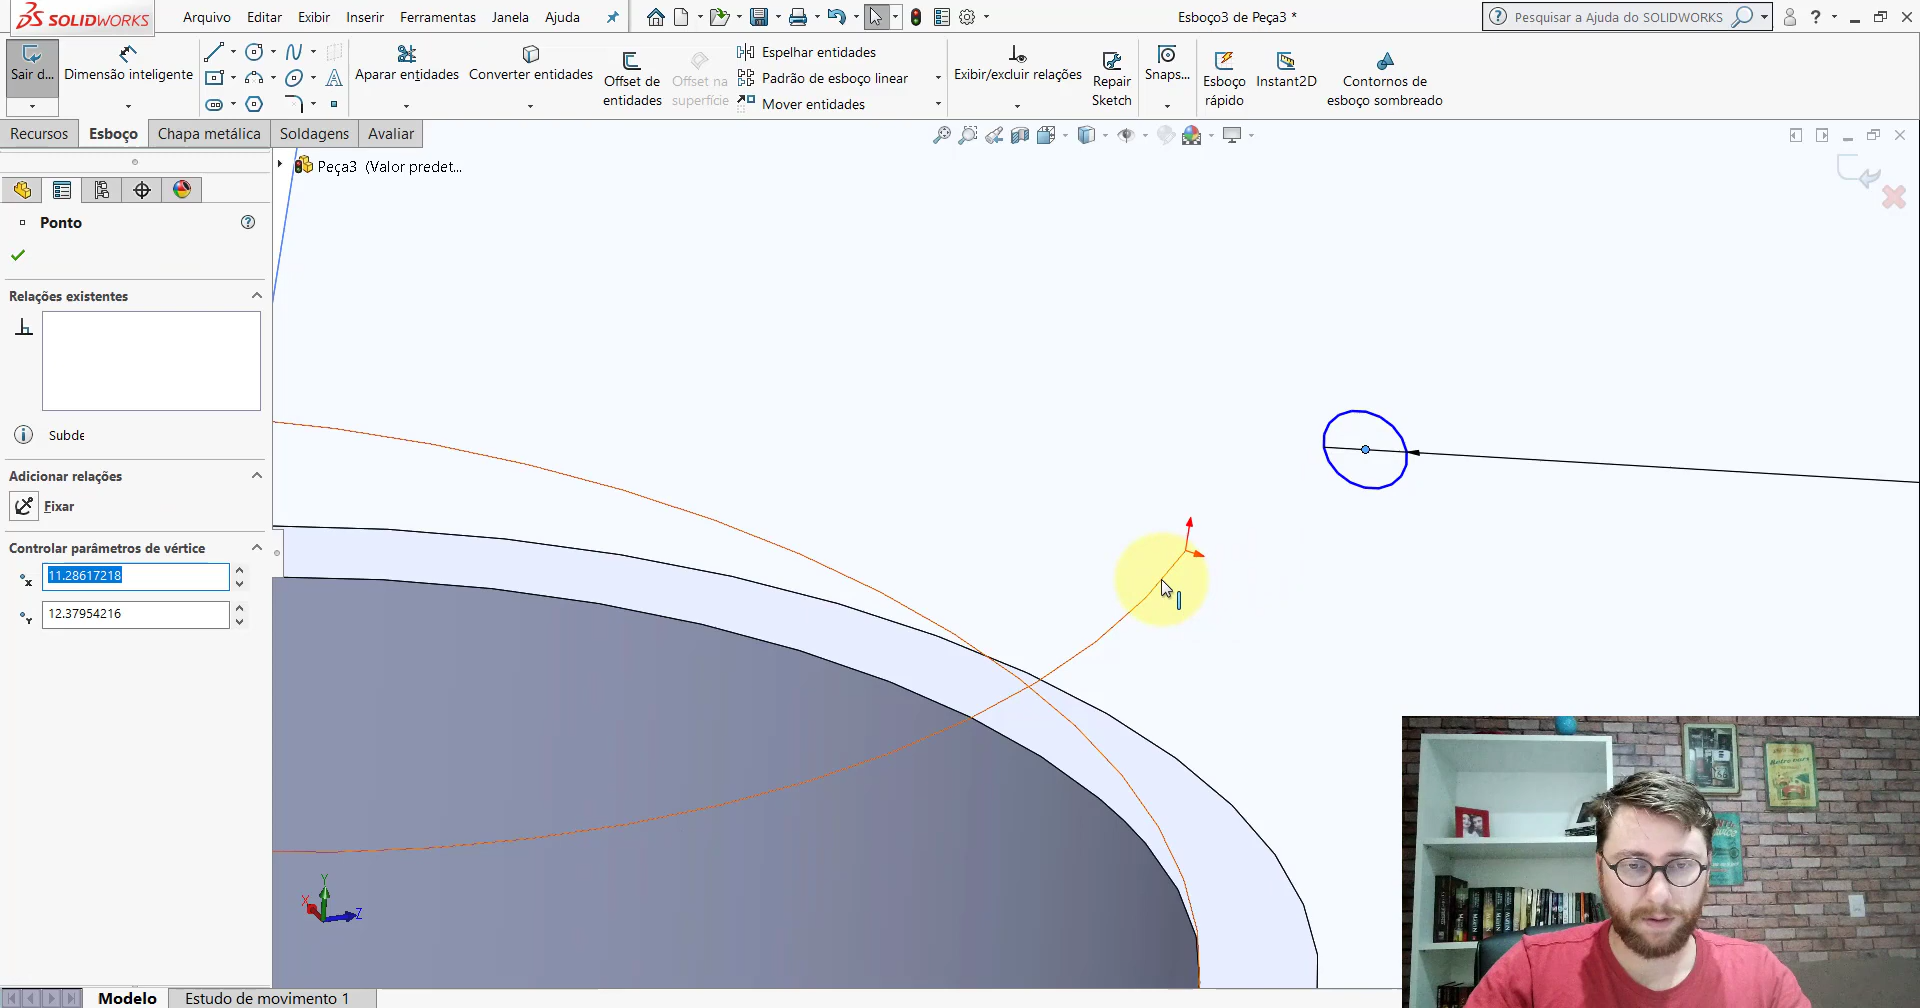 SOLIDWORKS
Arquivo
Editar
Exibir
Inserir
Ferramentas
Janela
Ajuda
Esboço3 de Peça3 *
Pesquisar a Ajuda do SOLIDWORKS
?
Sair d...
Dimensão inteligente
Aparar entidades
Converter entidades
Offset de
entidades
Offset na
superfície
Espelhar entidades
Padrão de esboço linear
Mover entidades
Exibir/excluir relações
Repair
Sketch
Snaps...
Esboço
rápido
Instant2D
Contornos de
esboço sombreado
Recursos
Esboço
Chapa metálica
Soldagens
Avaliar
Peça3 (Valor predet...
Ponto
Relações existentes
Subde
Adicionar relações
Fixar
Controlar parâmetros de vértice
x
11.28617218
Y
12.37954216
Y
X
Z
Modelo
Estudo de movimento 1